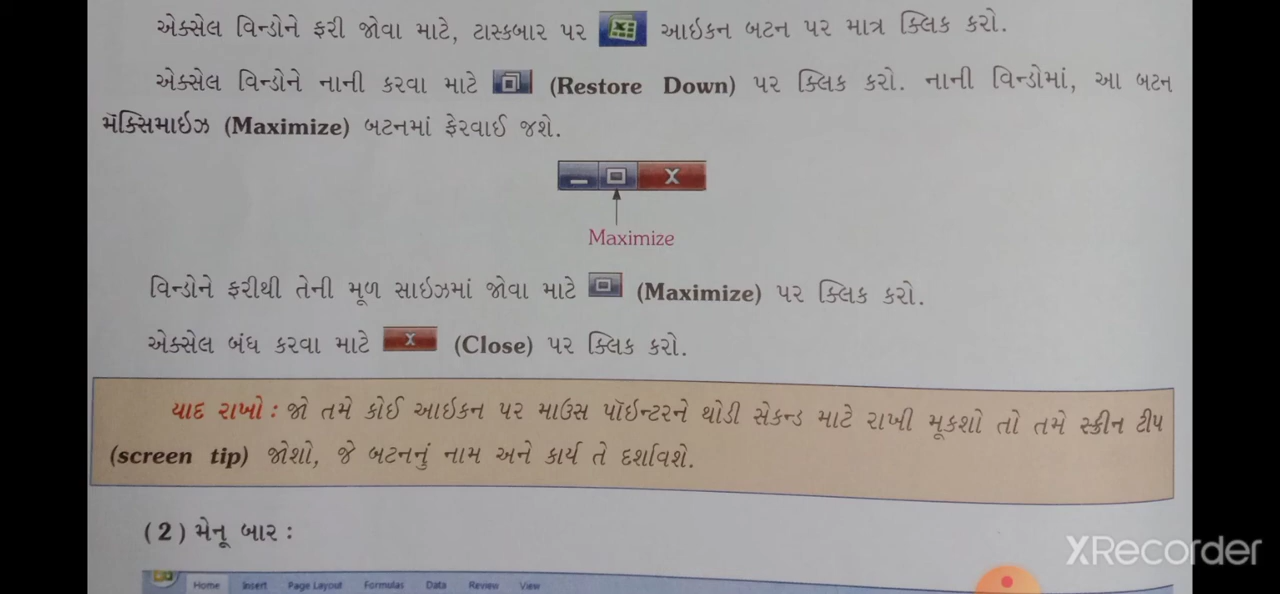 એક્સેલ વિન્ડોને ફરી જોવા માટે, ટાસ્કબાર પર આઇકન બટન પર માત્ર ક્લિક કરો.
એક્સેલ વિન્ડોને નાની કરવા માટે (Restore Down) પર ક્લિક કરો. નાની વિન્ડોમાં, આ બટન
મૅક્સિમાઇઝ (Maximize) બટનમાં ફેરવાઈ જશે.
X
Maximize
વિન્ડોને ફરીથી તેની મૂળ સાઇઝમાં જોવા માટે (Maximize) પર ક્લિક કરો.
એક્સેલ બંધ કરવા માટે X (Close) પર ક્લિક કરો.
યાદ રાખો : જો તમે કોઈ આઇકન પર માઉસ પૉઇન્ટરને થોડી સેકન્ડ માટે રાખી મૂકશો તો તમે સ્ક્રીન ટીપ
(screen tip) જોશો, જે બટનનું નામ અને કાર્ય તે દર્શાવશે.
(2) મેનૂ બાર :
Home Insert Page Layout Formulas Data Review View
XRecorder